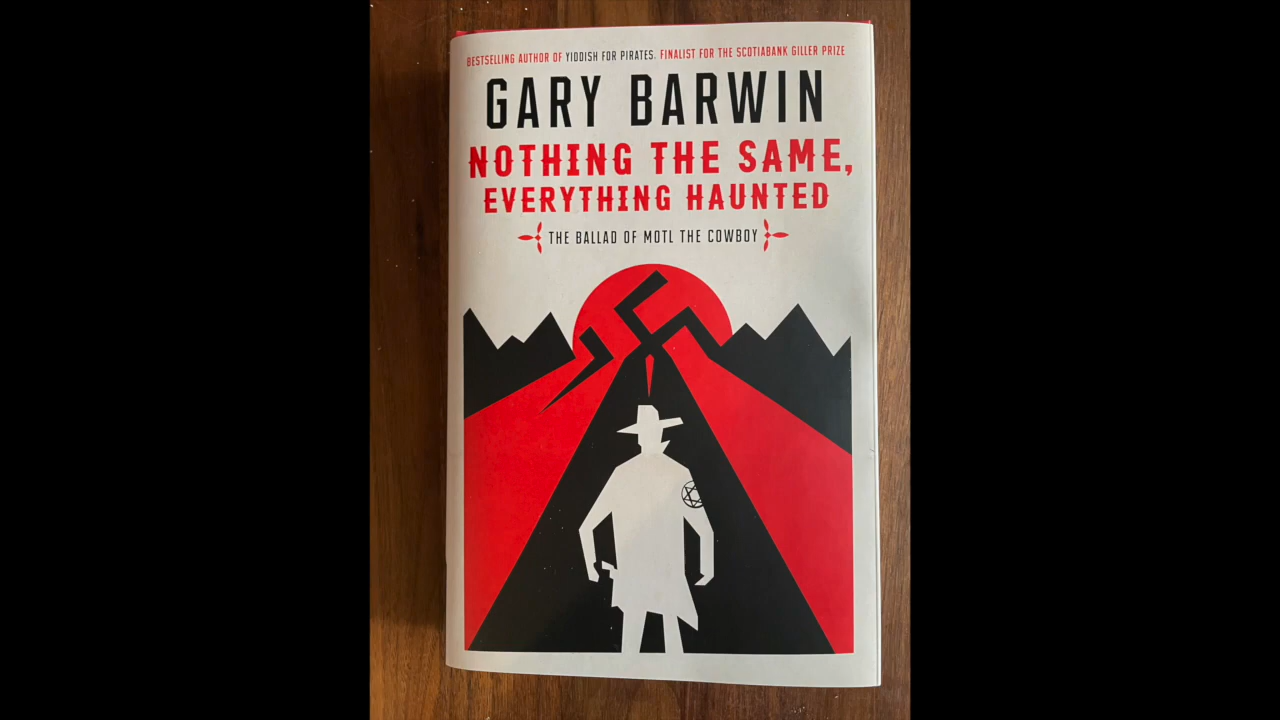 BESTSELLING AUTHOR OF YIDDISH FOR PIRATES. FINALIST FOR THE SCOTIABANK GILLER PRIZE
GARY BARWIN
NOTHING THE SAME,
EVERYTHING HAUNTED
THE BALLAD OF MOTL THE COWBOY